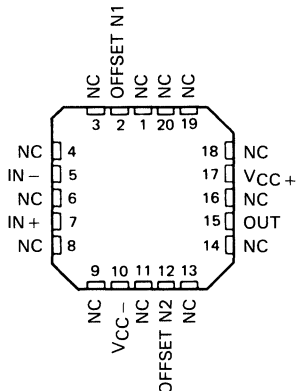 NC
OFFSET N1
NC
NC
NC
3 2 1 20 19
NC 4
IN - 5
NC 6
IN + 7
NC 8
18 NC
17 VCC +
16 NC
15 OUT
14 NC
9 10 11 12 13
NC
VCC -
NC
OFFSET N2
NC